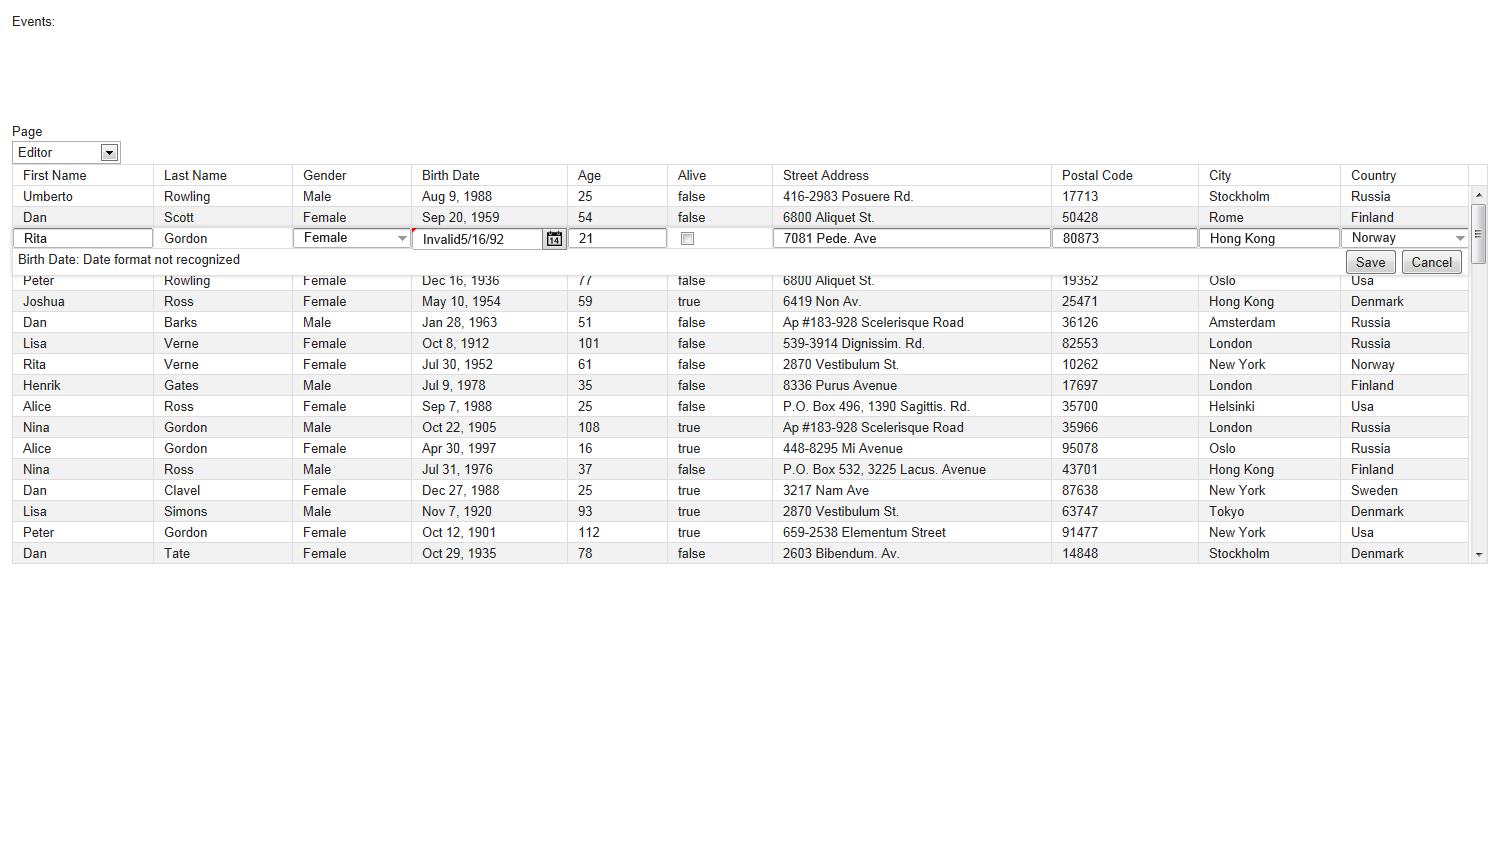 Events:
Page
Editor
First Name Last Name Gender Birth Date Age Alive Street Address Postal Code City Country
Umberto Rowling Male Aug 9, 1988 25 false 416-2983 Posuere Rd. 17713 Stockholm Russia
Dan Scott Female Sep 20, 1959 54 false 6800 Aliquet St. 50428 Rome Finland
Rita Gordon Female Invalid5/16/92 14 21 7081 Pede. Ave 80873 Hong Kong Norway
Birth Date: Date format not recognized Save Cancel
Peter Rowling Female Dec 16, 1936 77 false 6800 Aliquet St. 19352 Oslo Usa
Joshua Ross Female May 10, 1954 59 true 6419 Non Av. 25471 Hong Kong Denmark
Dan Barks Male Jan 28, 1963 51 false Ap #183-928 Scelerisque Road 36126 Amsterdam Russia
Lisa Verne Female Oct 8, 1912 101 false 539-3914 Dignissim. Rd. 82553 London Russia
Rita Verne Female Jul 30, 1952 61 false 2870 Vestibulum St. 10262 New York Norway
Henrik Gates Male Jul 9, 1978 35 false 8336 Purus Avenue 17697 London Finland
Alice Ross Female Sep 7, 1988 25 false P.O. Box 496, 1390 Sagittis. Rd. 35700 Helsinki Usa
Nina Gordon Male Oct 22, 1905 108 true Ap #183-928 Scelerisque Road 35966 London Russia
Alice Gordon Female Apr 30, 1997 16 true 448-8295 Mi Avenue 95078 Oslo Russia
Nina Ross Male Jul 31, 1976 37 false P.O. Box 532, 3225 Lacus. Avenue 43701 Hong Kong Finland
Dan Clavel Female Dec 27, 1988 25 true 3217 Nam Ave 87638 New York Sweden
Lisa Simons Male Nov 7, 1920 93 true 2870 Vestibulum St. 63747 Tokyo Denmark
Peter Gordon Female Oct 12, 1901 112 true 659-2538 Elementum Street 91477 New York Usa
Dan Tate Female Oct 29, 1935 78 false 2603 Bibendum. Av. 14848 Stockholm Denmark